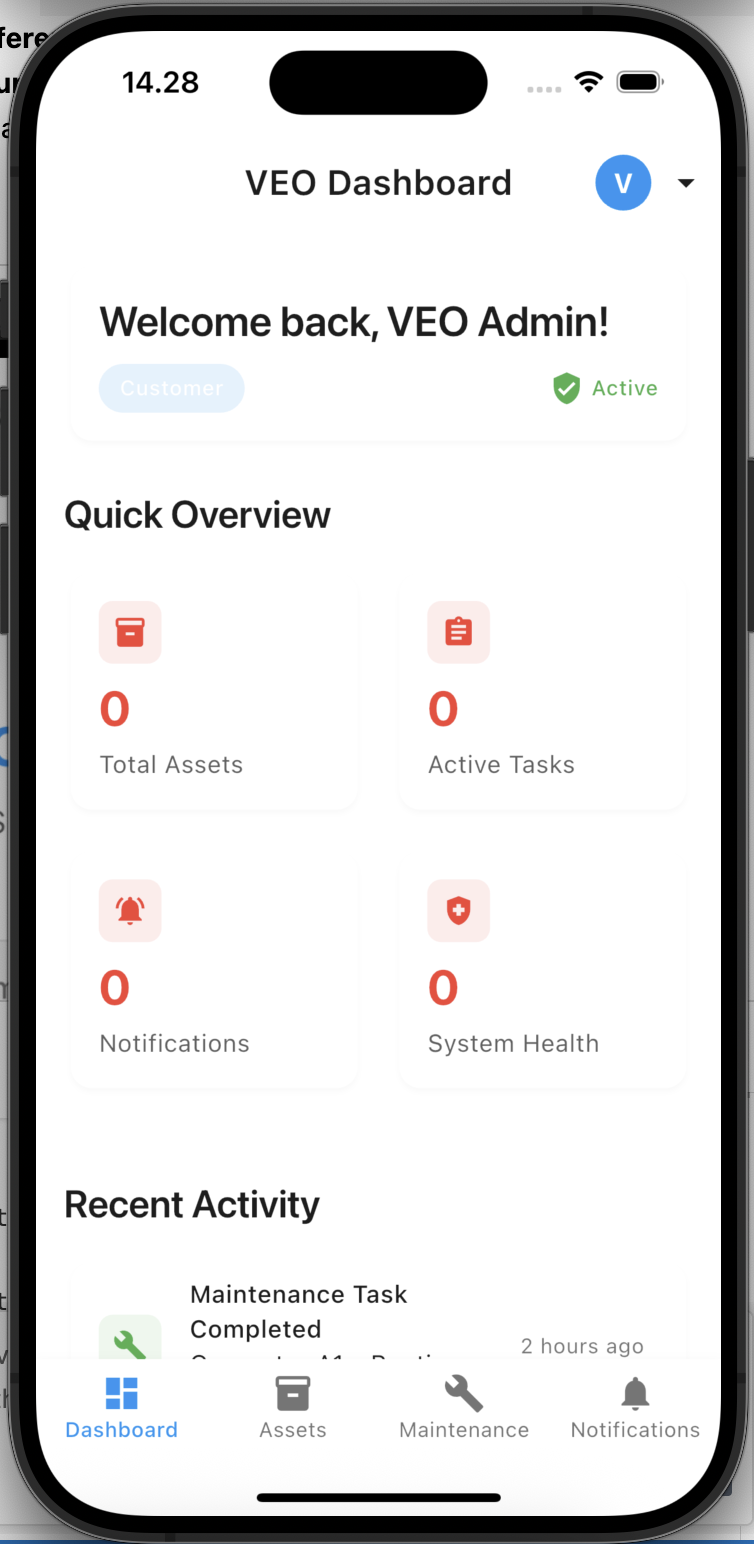 14.28
VEO Dashboard
V
Welcome back, VEO Admin!
Customer
Active
Quick Overview
0
Total Assets
0
Active Tasks
0
Notifications
0
System Health
Recent Activity
Maintenance Task
Completed
2 hours ago
Dashboard
Assets
Maintenance
Notifications